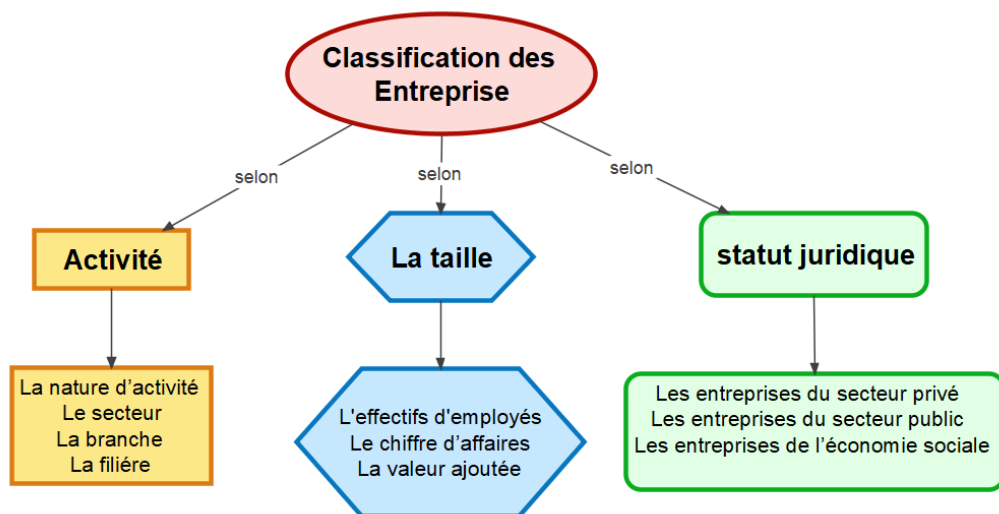 Classification des
Entreprise
selon
selon
selon
Activité
La taille
statut juridique
La nature d’activité
Le secteur
La branche
La filiére
L'effectifs d'employés
Le chiffre d’affaires
La valeur ajoutée
Les entreprises du secteur privé
Les entreprises du secteur public
Les entreprises de l’économie sociale